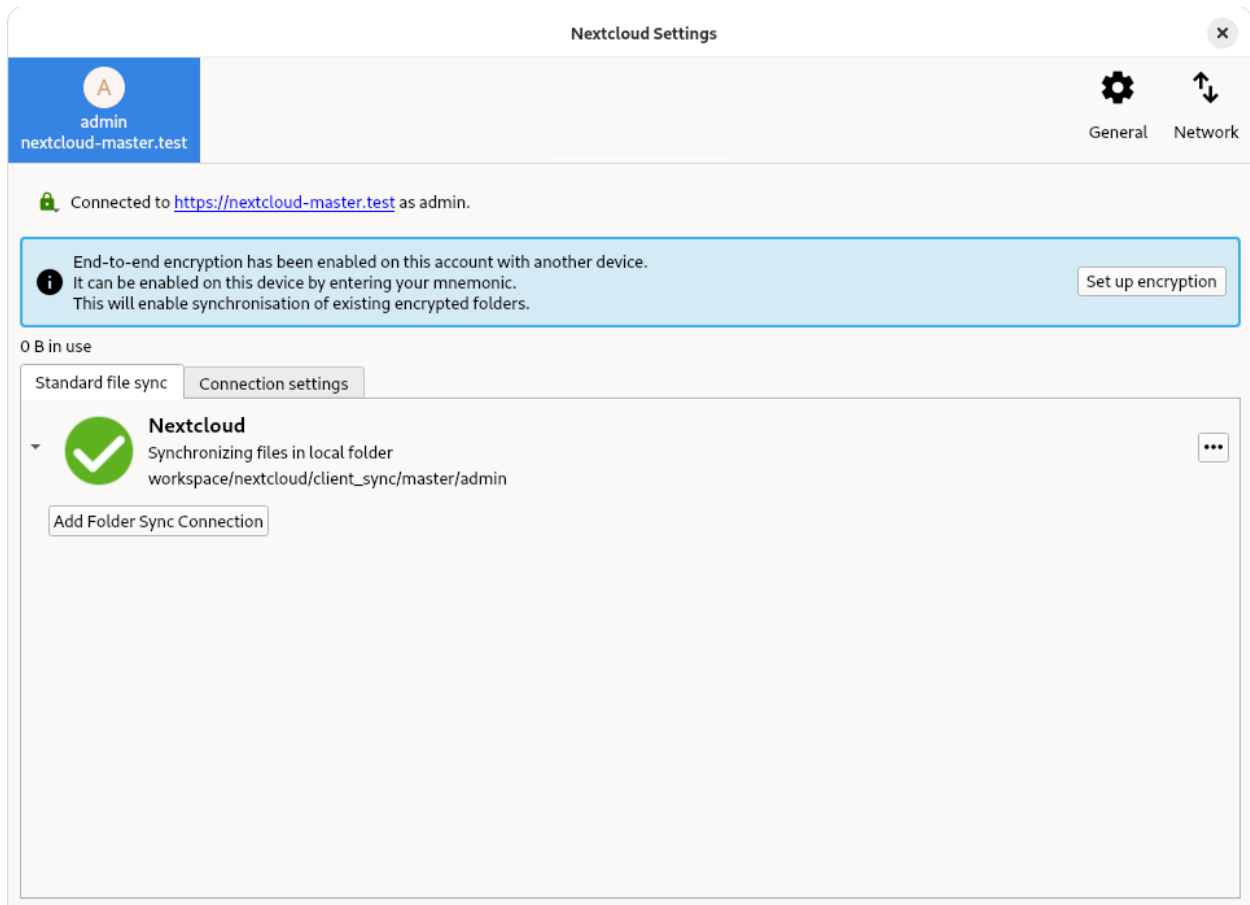 Nextcloud Settings
A
admin
nextcloud-master.test
General
Network
Connected to https://nextcloud-master.test as admin.
End-to-end encryption has been enabled on this account with another device.
It can be enabled on this device by entering your mnemonic.
This will enable synchronisation of existing encrypted folders.
Set up encryption
0 B in use
Standard file sync
Connection settings
Nextcloud
Synchronizing files in local folder
workspace/nextcloud/client_sync/master/admin
Add Folder Sync Connection